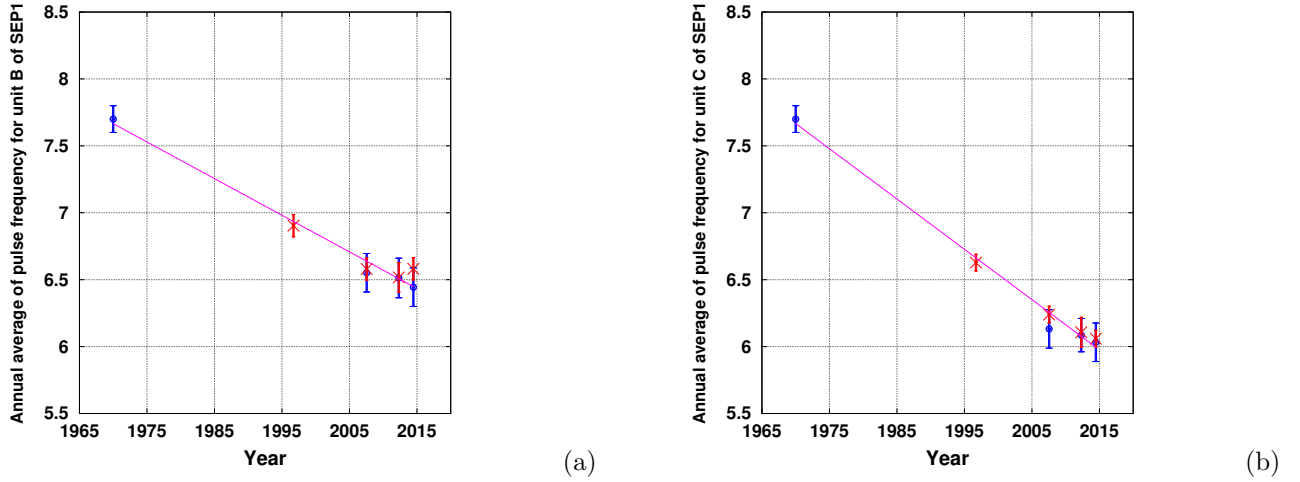 Annual average of pulse frequency for unit B of SEP1
8.5
8
7.5
7
6.5
6
5.5
1965 1975 1985 1995 2005 2015
Year
(a)
Annual average of pulse frequency for unit C of SEP1
8.5
8
7.5
7
6.5
6
5.5
1965 1975 1985 1995 2005 2015
Year
(b)